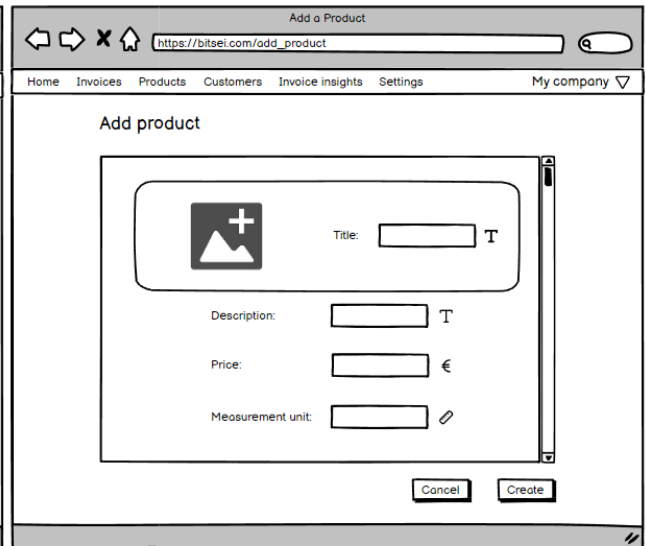 Add a Product
https://bitsei.com/add_product
Home Invoices Products Customers Invoice insights Settings My company
Add product
Title: T
Description: T
Price: €
Measurement unit:
Cancel Create